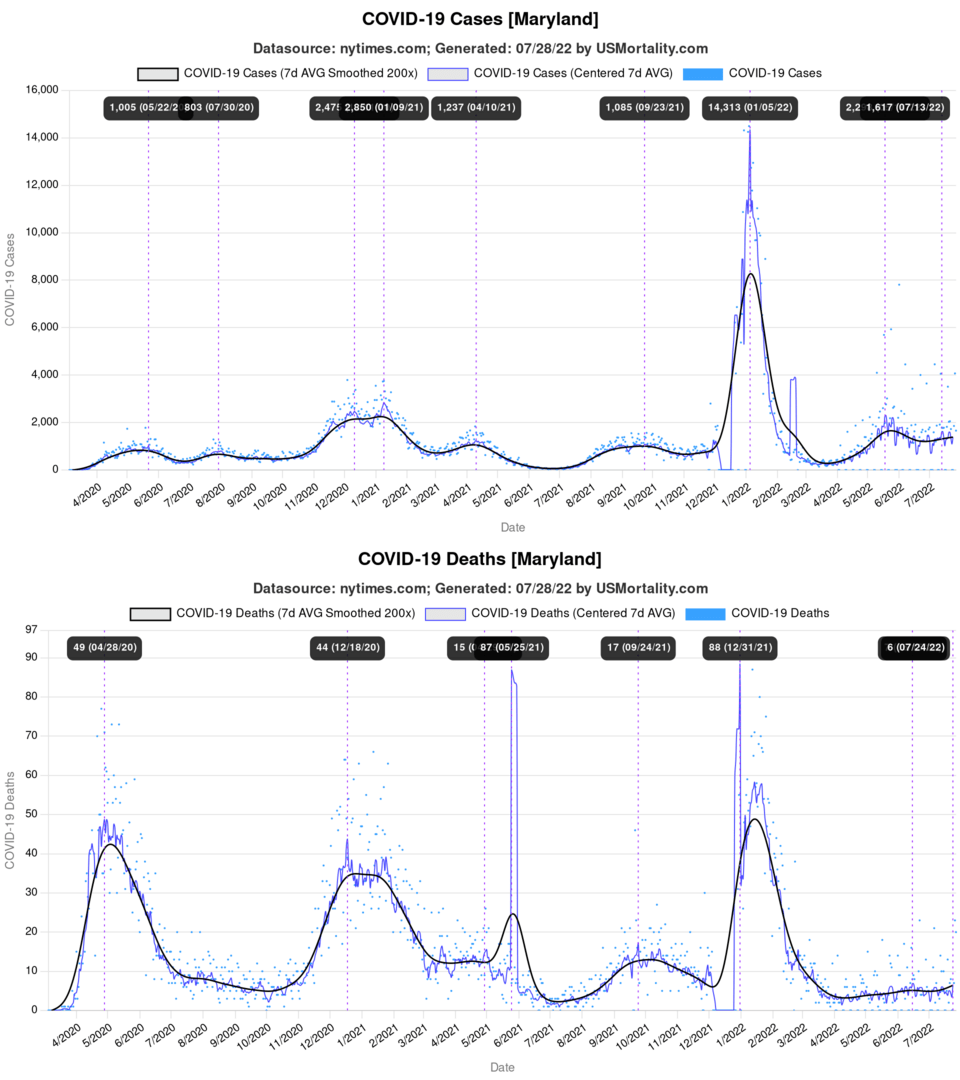 COVID-19 Cases [Maryland]
Datasource: nytimes.com; Generated: 07/28/22 by USMortality.com
COVID-19 Cases (7d AVG Smoothed 200x) COVID-19 Cases (Centered 7d AVG) COVID-19 Cases
16,000
1,005 (05/22/2 803 (07/30/20) 2,475 2,850 (01/09/21) 1,237 (04/10/21) 1,085 (09/23/21) 14,313 (01/05/22) 2,2 1,617 (07/13/22)
14,000
12,000
10,000
8,000
6,000
4,000
2,000
0
COVID-19 Cases
4/2020 5/2020 6/2020 7/2020 8/2020 9/2020 10/2020 11/2020 12/2020 1/2021 2/2021 3/2021 4/2021 5/2021 6/2021 7/2021 8/2021 9/2021 10/2021 12/2021 1/2022 2/2022 3/2022 4/2022 5/2022 6/2022 7/2022
Date
COVID-19 Deaths [Maryland]
Datasource: nytimes.com; Generated: 07/28/22 by USMortality.com
COVID-19 Deaths (7d AVG Smoothed 200x) COVID-19 Deaths (Centered 7d AVG) COVID-19 Deaths
97
49 (04/28/20) 44 (12/18/20) 15 (0 87 (05/25/21) 17 (09/24/21) 88 (12/31/21) 6 (07/24/22)
90
80
70
60
50
40
30
20
10
0
COVID-19 Deaths
4/2020 5/2020 6/2020 7/2020 8/2020 9/2020 10/2020 12/2020 1/2021 2/2021 3/2021 4/2021 5/2021 6/2021 7/2021 8/2021 9/2021 10/2021 11/2021 12/2021 1/2022 2/2022 3/2022 4/2022 5/2022 6/2022 7/2022
Date